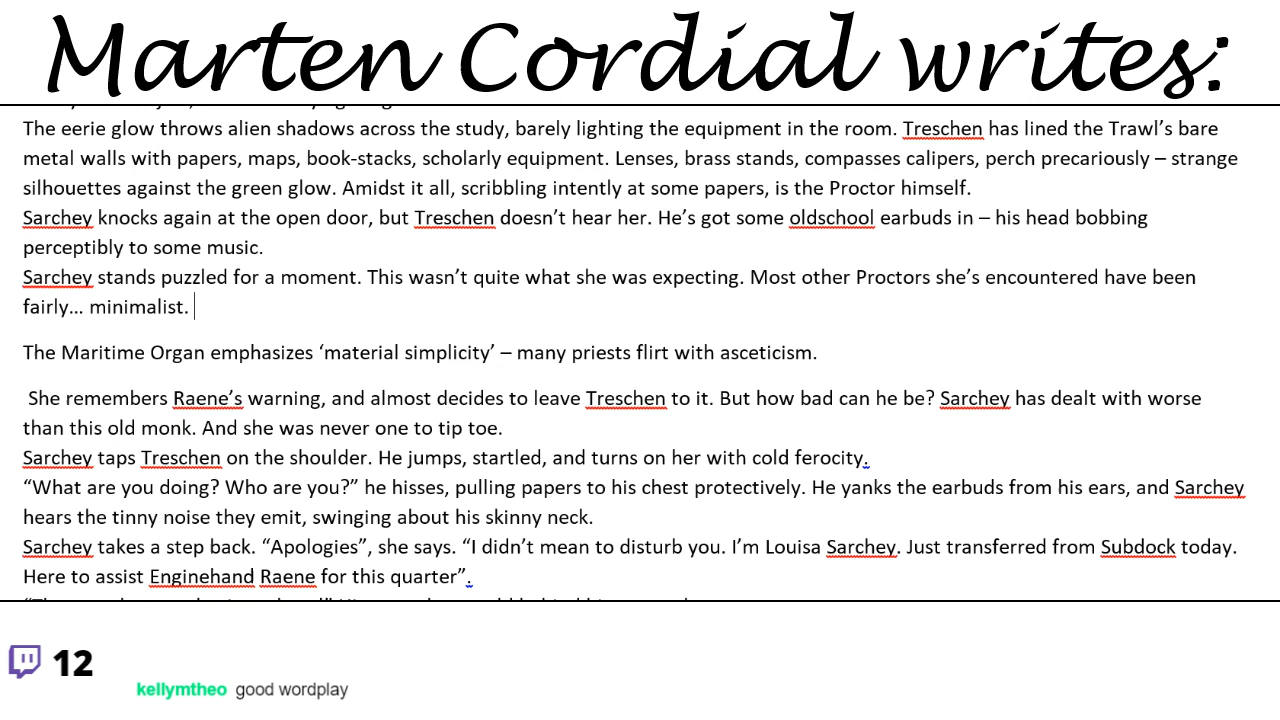 Marten Cordial writes:
The eerie glow throws alien shadows across the study, barely lighting the equipment in the room. Treschen has lined the Trawl’s bare
metal walls with papers, maps, book-stacks, scholarly equipment. Lenses, brass stands, compasses calipers, perch precariously – strange
silhouettes against the green glow. Amidst it all, scribbling intently at some papers, is the Proctor himself.
Sarchey knocks again at the open door, but Treschen doesn’t hear her. He’s got some oldschool earbuds in – his head bobbing
perceptibly to some music.
Sarchey stands puzzled for a moment. This wasn’t quite what she was expecting. Most other Proctors she’s encountered have been
fairly… minimalist.
The Maritime Organ emphasizes ‘material simplicity’ – many priests flirt with asceticism.
She remembers Raene’s warning, and almost decides to leave Treschen to it. But how bad can he be? Sarchey has dealt with worse
than this old monk. And she was never one to tip toe.
Sarchey taps Treschen on the shoulder. He jumps, startled, and turns on her with cold ferocity.
“What are you doing? Who are you?” he hisses, pulling papers to his chest protectively. He yanks the earbuds from his ears, and Sarchey
hears the tinny noise they emit, swinging about his skinny neck.
Sarchey takes a step back. “Apologies”, she says. “I didn’t mean to disturb you. I’m Louisa Sarchey. Just transferred from Subdock today.
Here to assist Enginehand Raene for this quarter”.
12
kellymtheo good wordplay